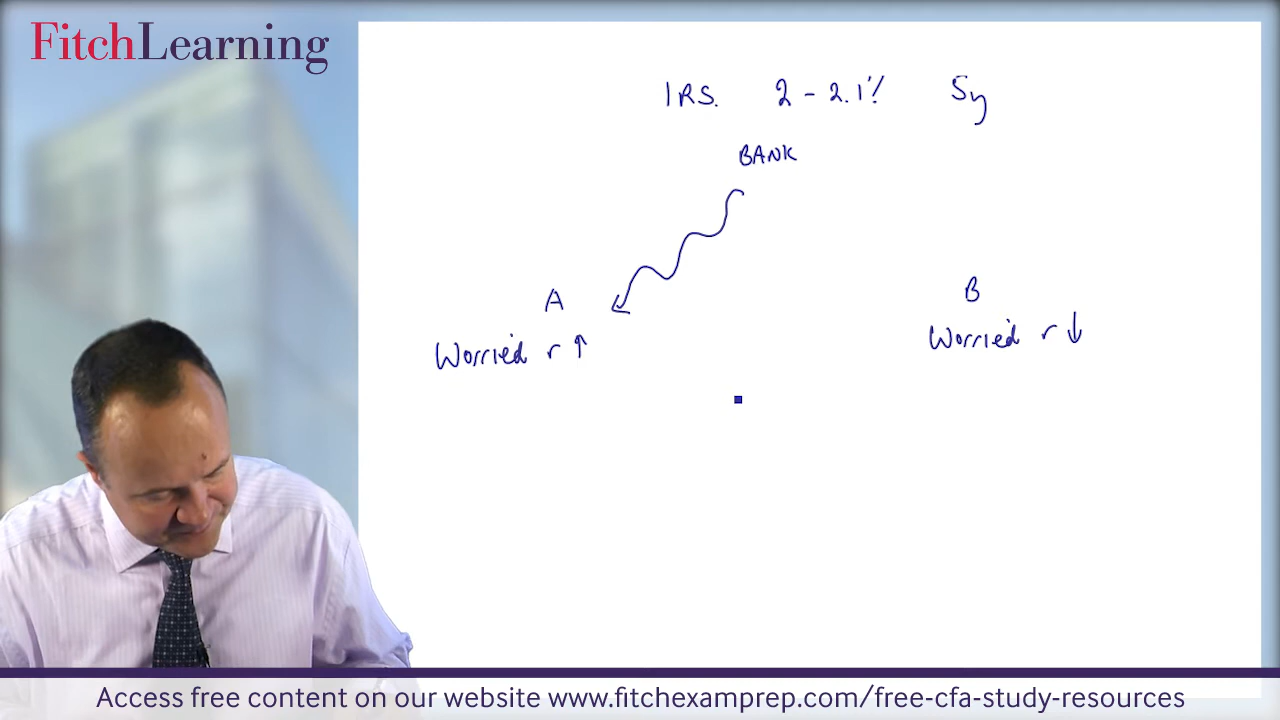 FitchLearning
IRS. 2 - 2.1% 5y
BANK
A
Worried r ↑
B
Worried r ↓
Access free content on our website www.fitchexamprep.com/free-cfa-study-resources